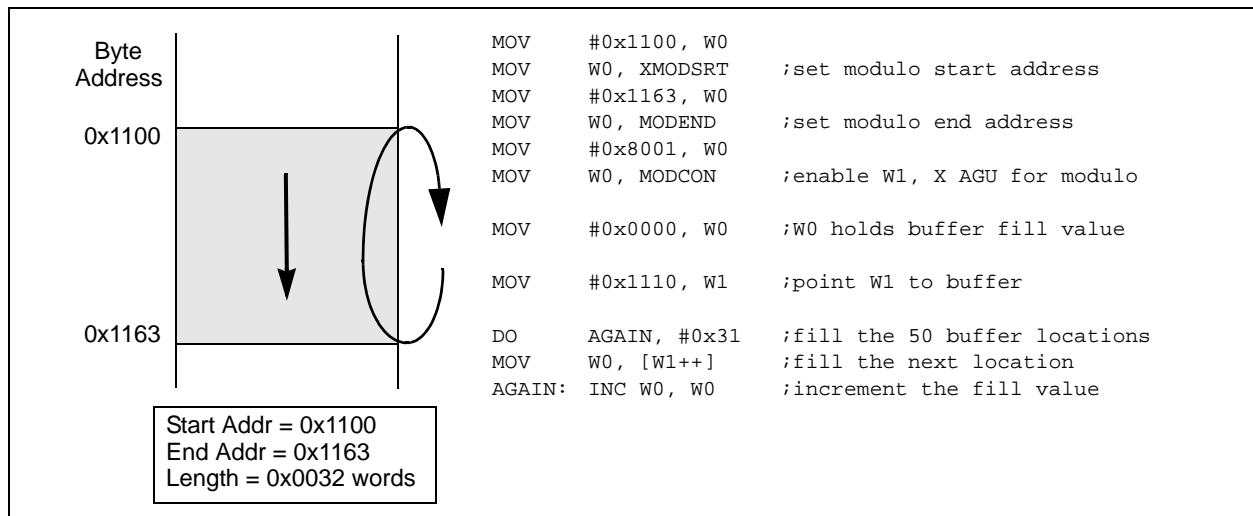 Byte
Address
0x1100
0x1163
Start Addr = 0x1100
End Addr = 0x1163
Length = 0x0032 words
MOV #0x1100, W0
MOV W0, XMODSRT ;set modulo start address
MOV #0x1163, W0
MOV W0, MODEND ;set modulo end address
MOV #0x8001, W0
MOV W0, MODCON ;enable W1, X AGU for modulo
MOV #0x0000, W0 ;W0 holds buffer fill value
MOV #0x1110, W1 ;point W1 to buffer
DO AGAIN, #0x31 ;fill the 50 buffer locations
MOV W0, [W1++] ;fill the next location
AGAIN: INC W0, W0 ;increment the fill value